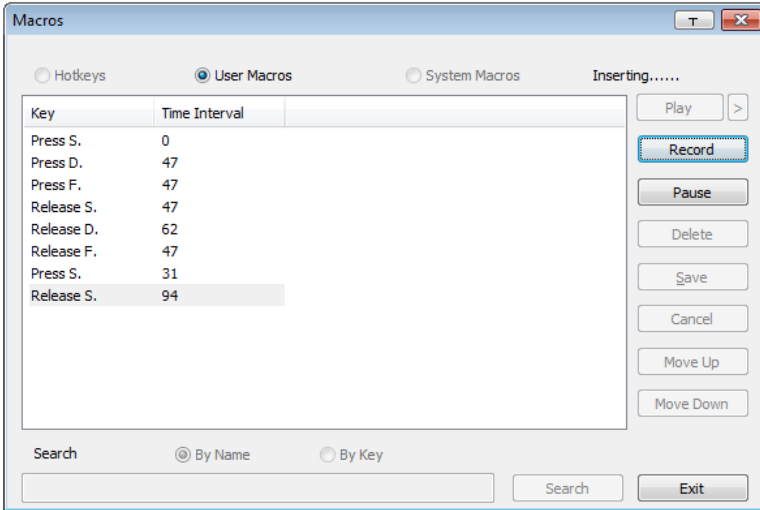 Macros
Hotkeys User Macros System Macros Inserting......
Key Time Interval Play >
Press S. 0
Record
Press D. 47
Press F. 47
Pause
Release S. 47
Release D. 62
Delete
Release F. 47
Press S. 31
Save
Release S. 94
Cancel
Move Up
Move Down
Search By Name By Key
Search Exit